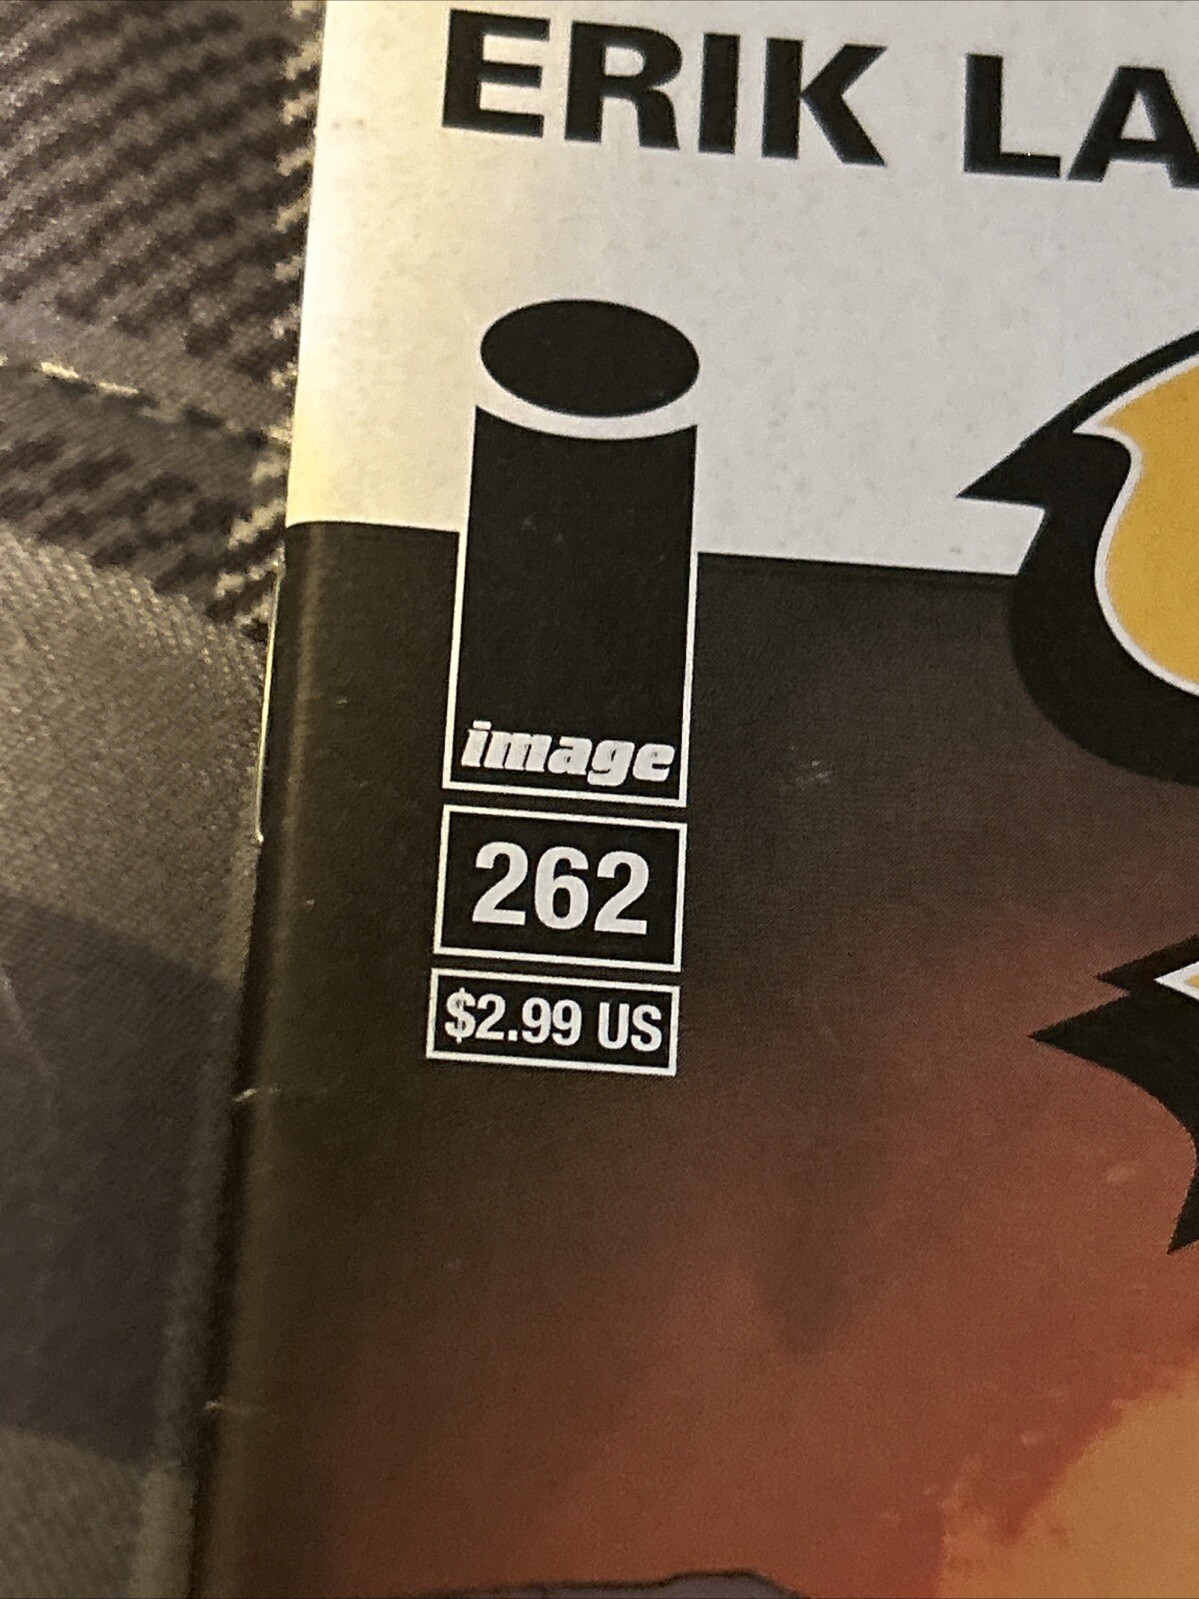 ERIK LA
image
262
$2.99 US